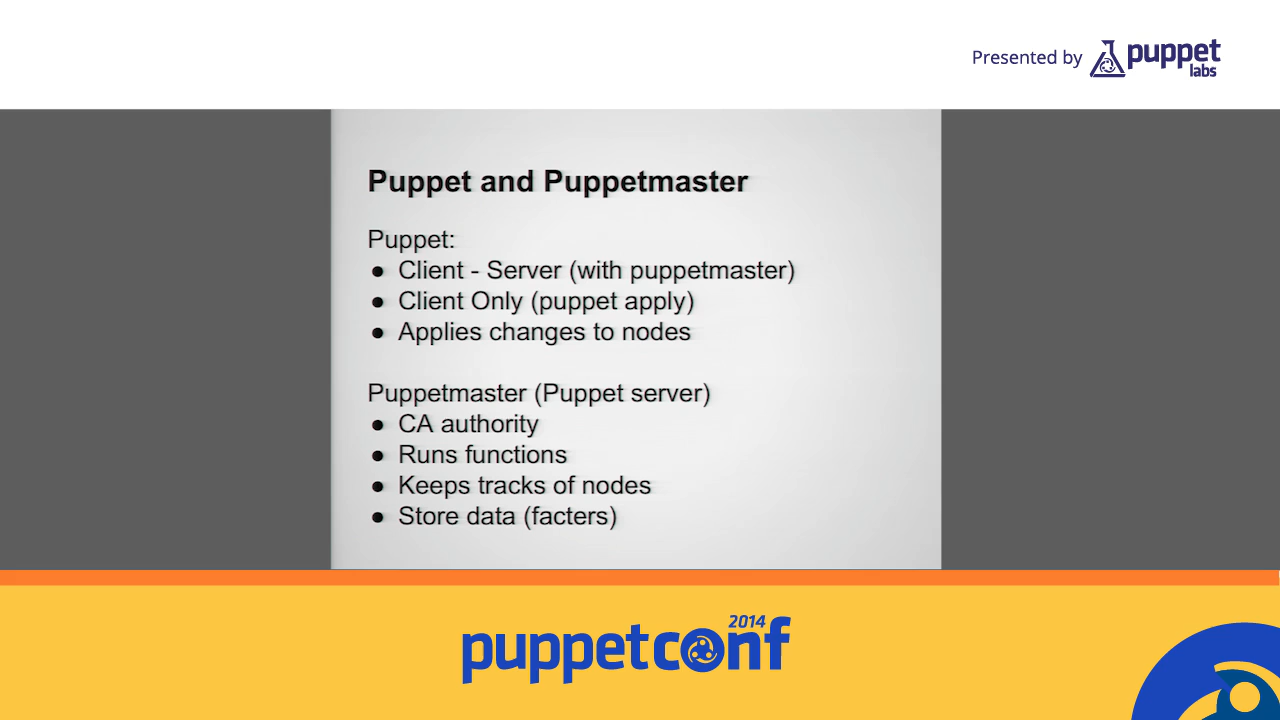 Presented by puppet labs
Puppet and Puppetmaster
Puppet:
● Client - Server (with puppetmaster)
● Client Only (puppet apply)
● Applies changes to nodes
Puppetmaster (Puppet server)
● CA authority
● Runs functions
● Keeps tracks of nodes
● Store data (facters)
2014
puppetconf